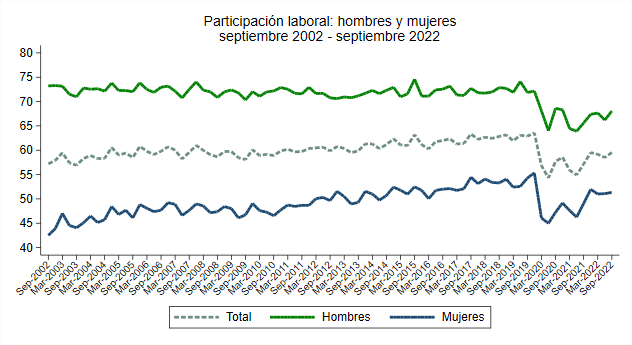 Participación laboral: hombres y mujeres
septiembre 2002 - septiembre 2022
80
75
70
65
60
55
50
45
40
Sep-2002
Mar-2003
Sep-2003
Mar-2004
Sep-2004
Mar-2005
Sep-2005
Mar-2006
Sep-2006
Mar-2007
Sep-2007
Mar-2008
Sep-2008
Mar-2009
Sep-2009
Mar-2010
Sep-2010
Mar-2011
Sep-2011
Mar-2012
Sep-2012
Mar-2013
Sep-2013
Mar-2014
Sep-2014
Mar-2015
Sep-2015
Mar-2016
Sep-2016
Mar-2017
Sep-2017
Mar-2018
Sep-2018
Mar-2019
Sep-2019
Mar-2020
Sep-2020
Mar-2021
Sep-2021
Mar-2022
Sep-2022
Total
Hombres
Mujeres